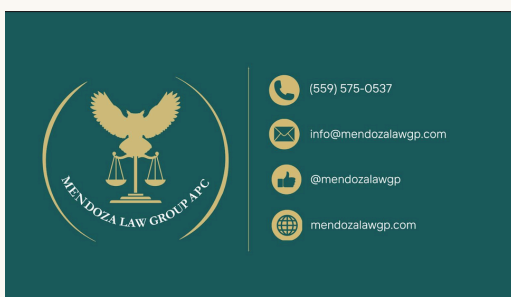 MENDOZA LAW GROUP APC
(559) 575-0537
info@mendozalawgp.com
@mendozalawgp
mendozalawgp.com